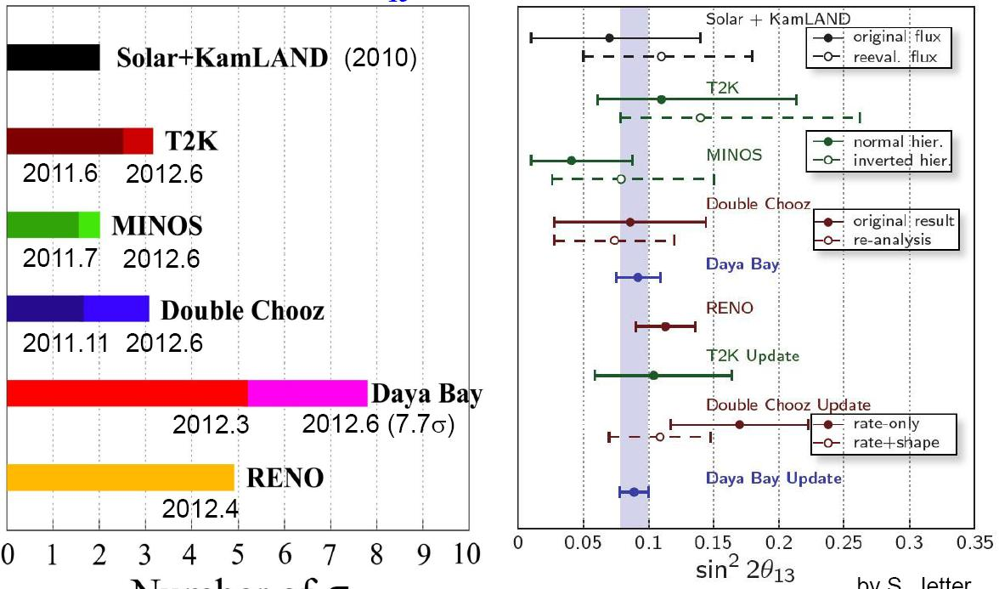 Solar+KamLAND (2010)
T2K
2011.6 2012.6
MINOS
2011.7 2012.6
Double Chooz
2011.11 2012.6
Daya Bay
2012.3 2012.6 (7.7σ)
RENO
2012.4
0 1 2 3 4 5 6 7 8 9 10
Number of σ
Solar + KamLAND
original flux
reeval. flux
T2K
normal hier.
inverted hier.
MINOS
Double Chooz
original result
re-analysis
Daya Bay
RENO
T2K Update
Double Chooz Update
rate-only
rate+shape
Daya Bay Update
0 0.05 0.1 0.15 0.2 0.25 0.3 0.35
sin² 2θ₁₃
by S. Jetter